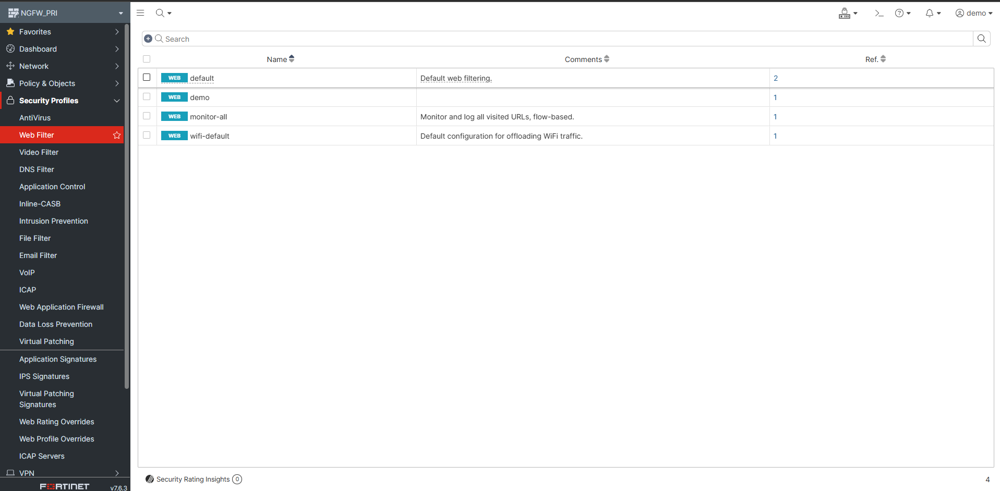 NGFW_PRI
demo
Favorites
Dashboard
Network
Policy & Objects
Security Profiles
AntiVirus
Web Filter
Video Filter
DNS Filter
Application Control
Inline-CASB
Intrusion Prevention
File Filter
Email Filter
VoIP
ICAP
Web Application Firewall
Data Loss Prevention
Virtual Patching
Application Signatures
IPS Signatures
Virtual Patching
Signatures
Web Rating Overrides
Web Profile Overrides
ICAP Servers
VPN
FORTINET v7.6.3
Search
Name Comments Ref.
WEB default Default web filtering. 2
WEB demo 1
WEB monitor-all Monitor and log all visited URLs, flow-based. 1
WEB wifi-default Default configuration for offloading WiFi traffic. 1
Security Rating Insights 0
4